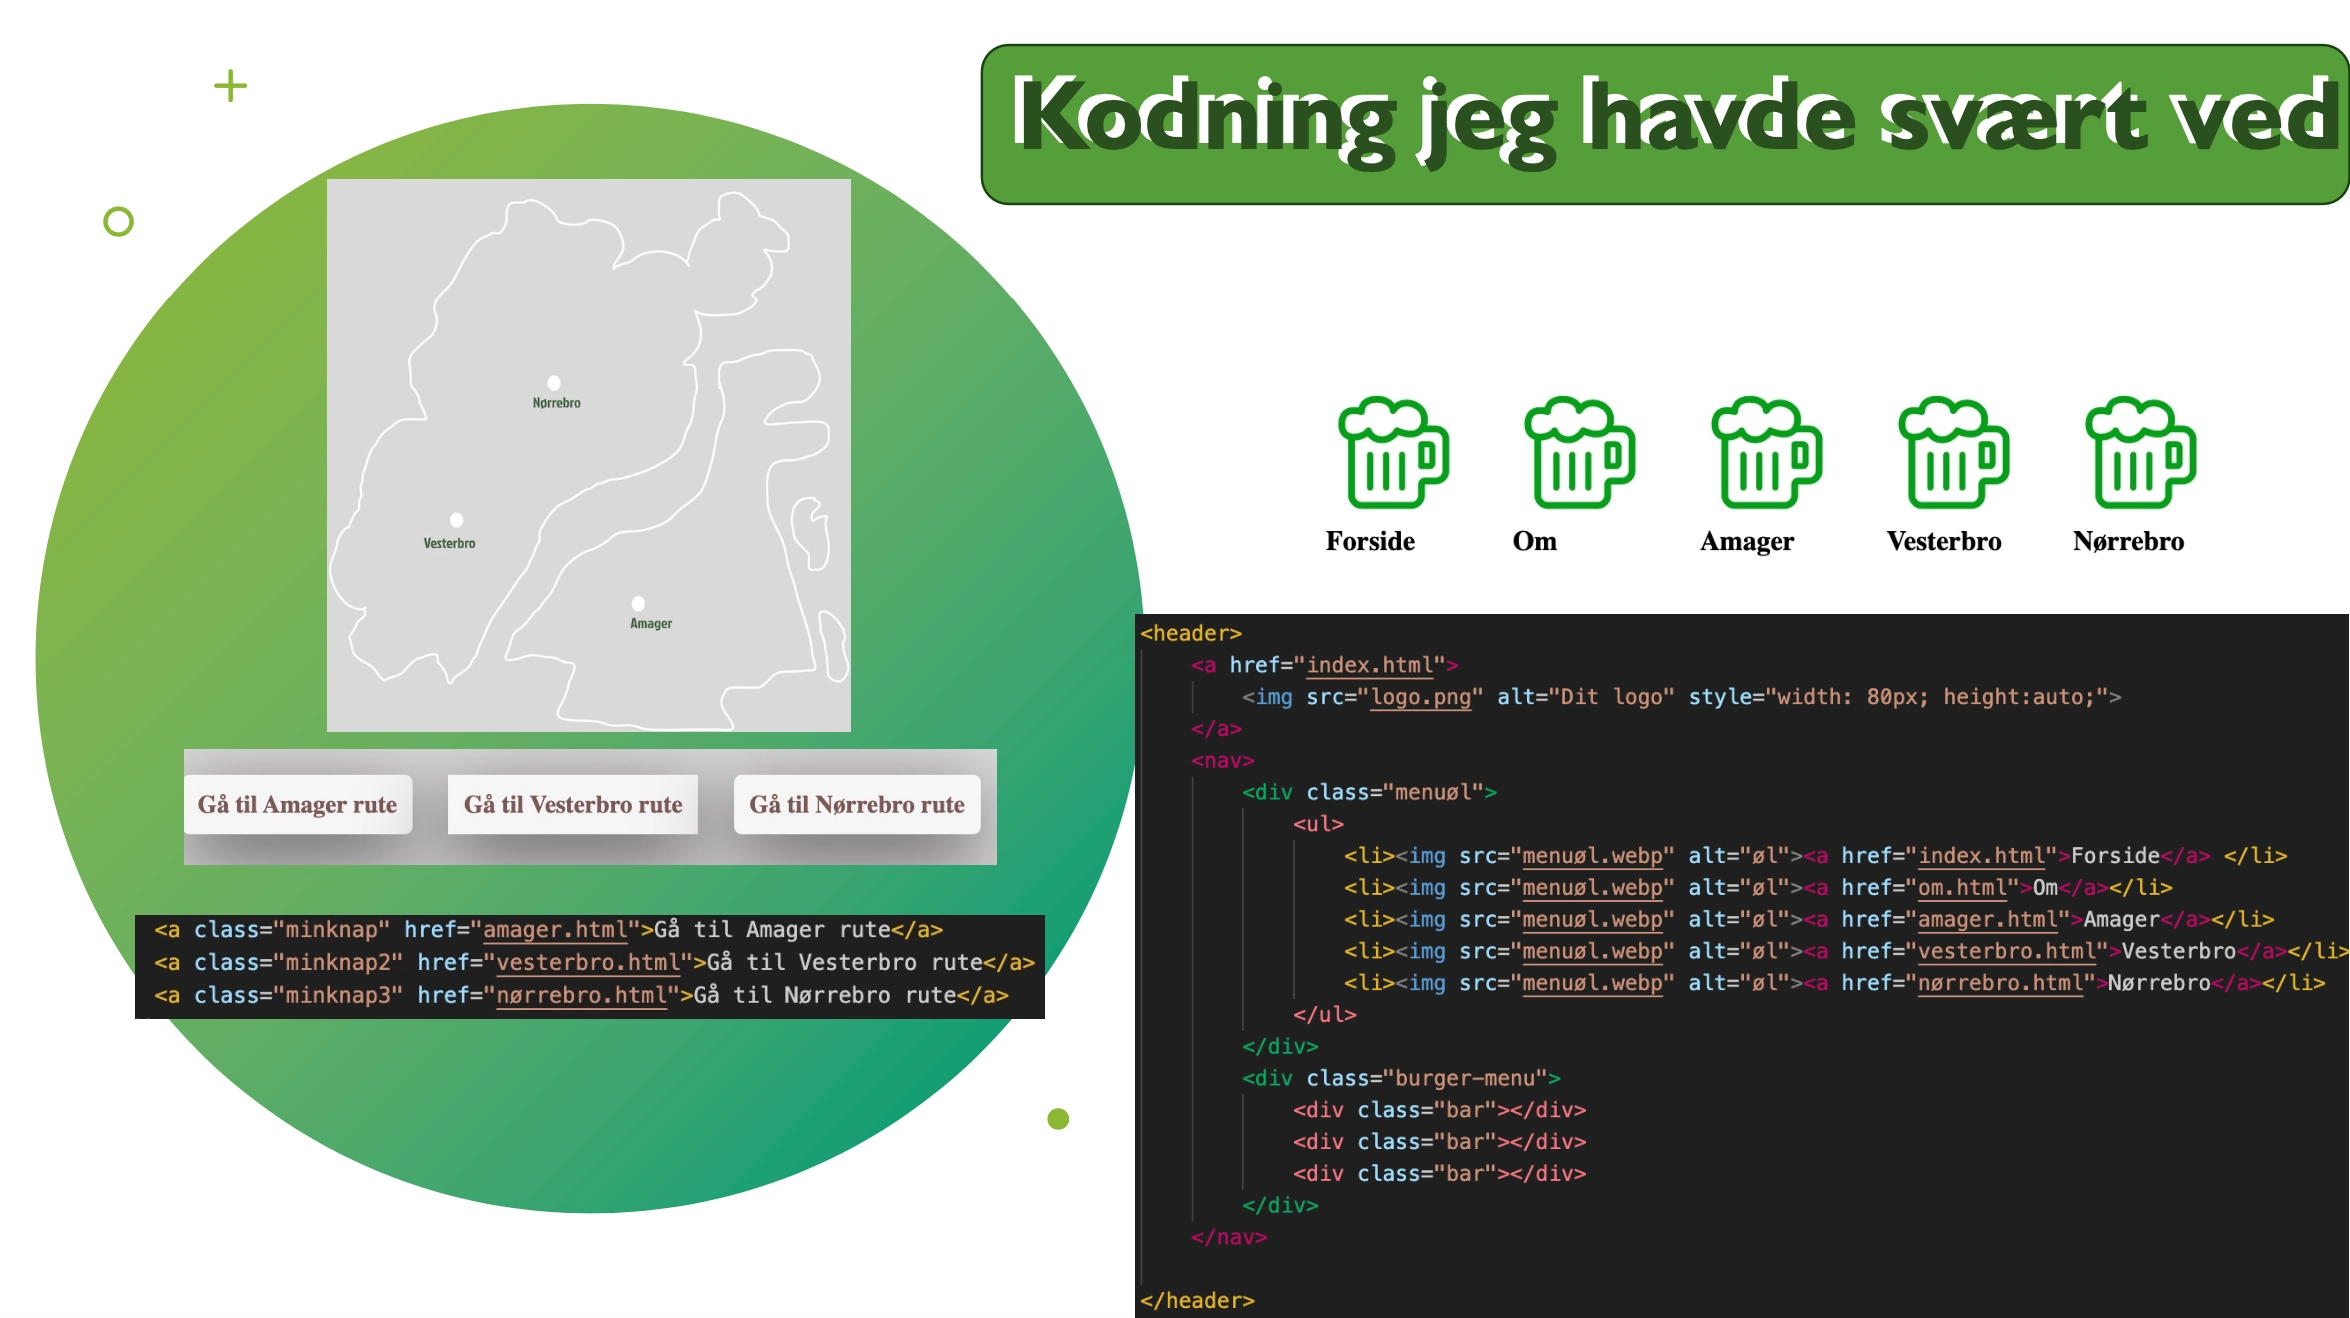 Kodning jeg havde svært ved
Nørrebro
Vesterbro
Amager
Gå til Amager rute
Gå til Vesterbro rute
Gå til Nørrebro rute
<a class="minknap" href="amager.html">Gå til Amager rute</a>
<a class="minknap2" href="vesterbro.html">Gå til Vesterbro rute</a>
<a class="minknap3" href="nørrebro.html">Gå til Nørrebro rute</a>
Forside Om Amager Vesterbro Nørrebro
<header>
<a href="index.html">
<img src="logo.png" alt="Dit logo" style="width: 80px; height:auto;">
</a>
<nav>
<div class="menuøl">
<ul>
<li><img src="menuøl.webp" alt="øl"><a href="index.html">Forside</a> </li>
<li><img src="menuøl.webp" alt="øl"><a href="om.html">Om</a></li>
<li><img src="menuøl.webp" alt="øl"><a href="amager.html">Amager</a></li>
<li><img src="menuøl.webp" alt="øl"><a href="vesterbro.html">Vesterbro</a></li>
<li><img src="menuøl.webp" alt="øl"><a href="nørrebro.html">Nørrebro</a></li>
</ul>
</div>
<div class="burger-menu">
<div class="bar"></div>
<div class="bar"></div>
<div class="bar"></div>
</div>
</nav>
</header>